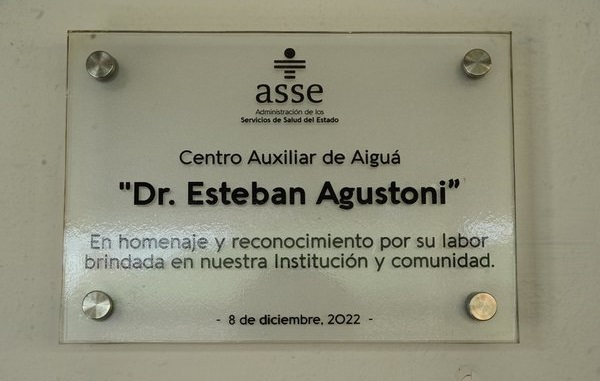 asse
Administración de los
Servicios de Salud del Estado
Centro Auxiliar de Aiguá
"Dr. Esteban Agustoni”
En homenaje y reconocimiento por su labor
brindada en nuestra Institución y comunidad.
- 8 de diciembre, 2022 -